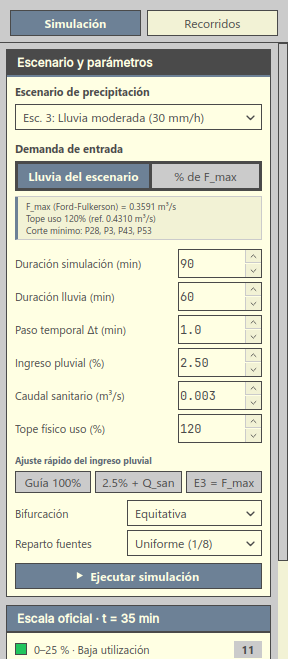 Simulación
Recorridos
Escenario y parámetros
Escenario de precipitación
Esc. 3: Lluvia moderada (30 mm/h)
Demanda de entrada
Lluvia del escenario
% de F_max
F_max (Ford-Fulkerson) = 0.3591 m³/s
Tope uso 120% (ref. 0.4310 m³/s)
Corte mínimo: P28, P3, P43, P53
Duración simulación (min) 90
Duración lluvia (min) 60
Paso temporal Δt (min) 1.0
Ingreso pluvial (%) 2.50
Caudal sanitario (m³/s) 0.003
Tope físico uso (%) 120
Ajuste rápido del ingreso pluvial
Guía 100%
2.5% + Q_san
E3 = F_max
Bifurcación Equitativa
Reparto fuentes Uniforme (1/8)
Ejecutar simulación
Escala oficial · t = 35 min
0–25 % · Baja utilización 11